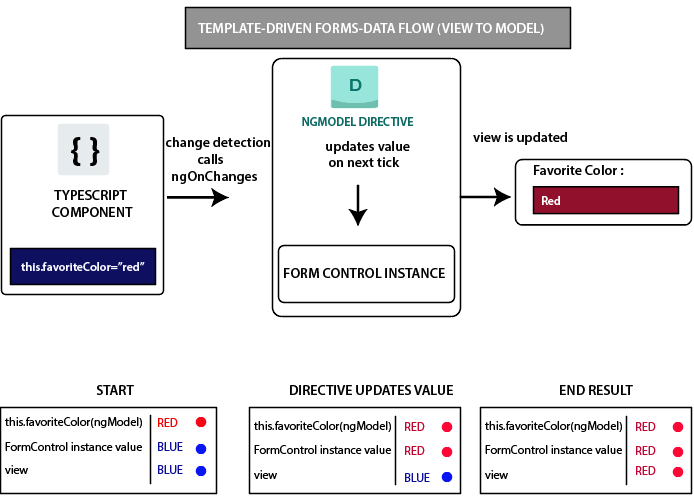 TEMPLATE-DRIVEN FORMS-DATA FLOW (VIEW TO MODEL)
{ }
TYPESCRIPT
COMPONENT
this.favoriteColor="red"
change detection
calls
ngOnChanges
D
NGMODEL DIRECTIVE
updates value
on next tick
FORM CONTROL INSTANCE
view is updated
Favorite Color :
Red
START
this.favoriteColor(ngModel) RED
FormControl instance value BLUE
view BLUE
DIRECTIVE UPDATES VALUE
this.favoriteColor(ngModel) RED
FormControl instance value RED
view BLUE
END RESULT
this.favoriteColor(ngModel) RED
FormControl instance value RED
view RED